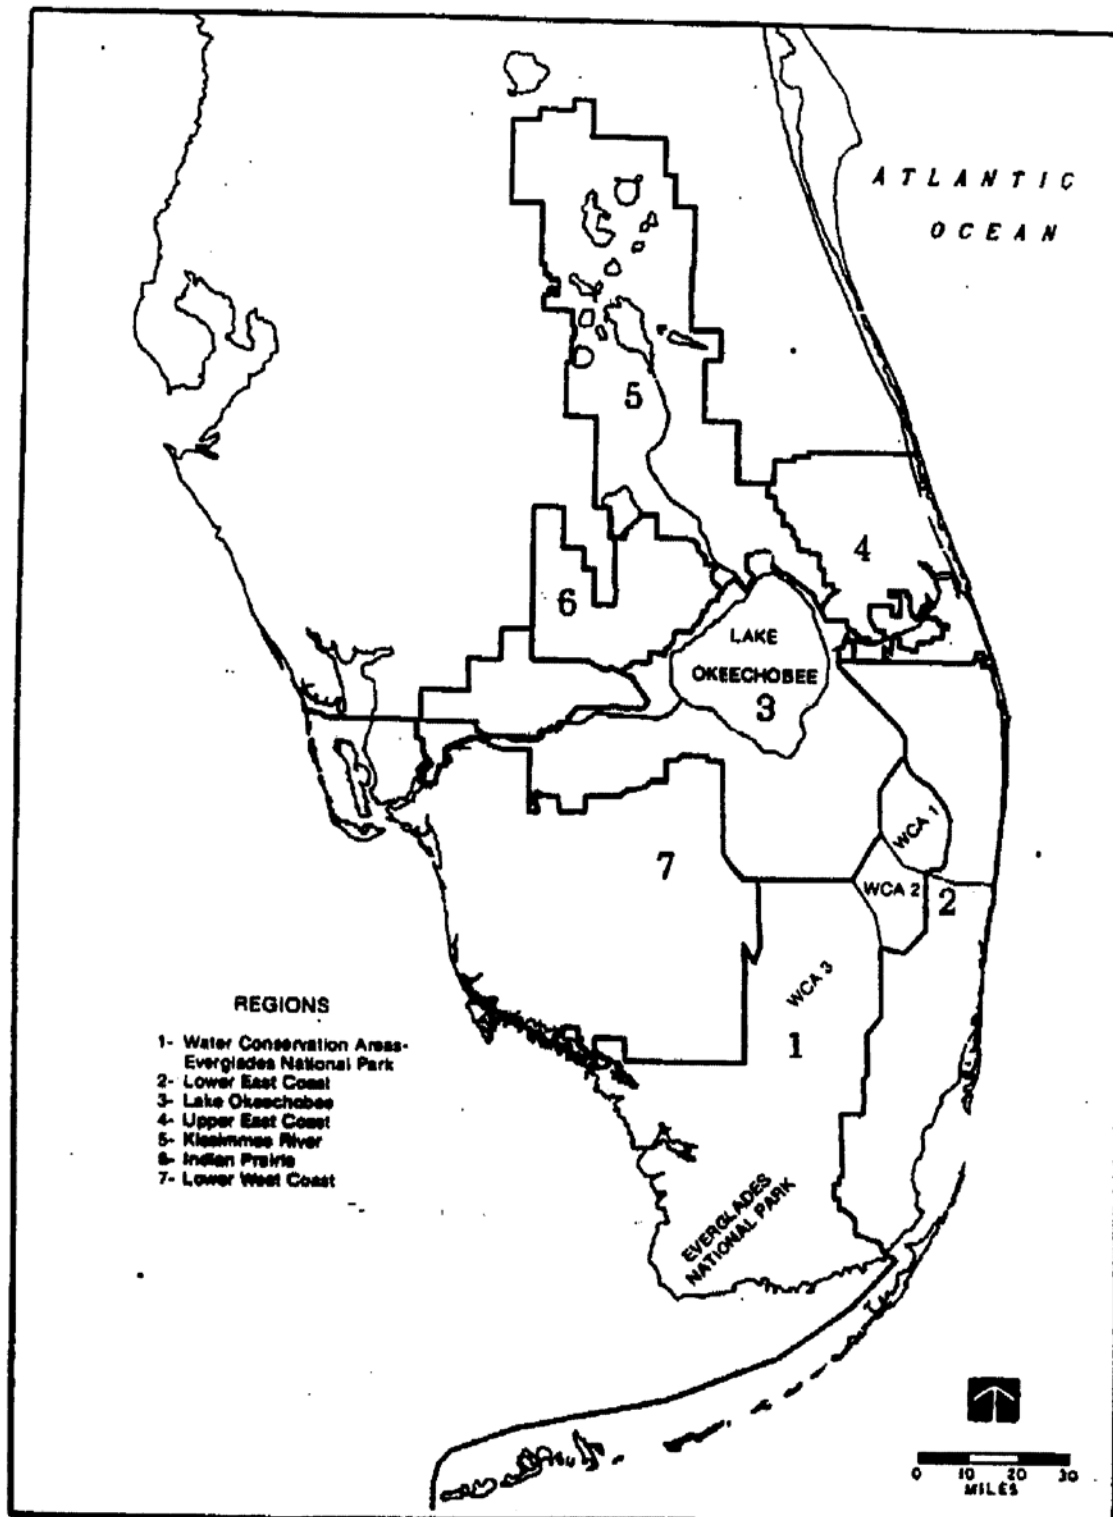 ATLANTIC
OCEAN
5
4
6
LAKE
OKEECHOBEE
3
WCA 1
7
WCA 2
2
WCA 3
REGIONS
1- Water Conservation Areas-
Everglades National Park
2- Lower East Coast
3- Lake Okeechobee
4- Upper East Coast
5- Kissimmee River
6- Indian Prairie
7- Lower West Coast
1
EVERGLADES
NATIONAL PARK
0 10 20 30
MILES